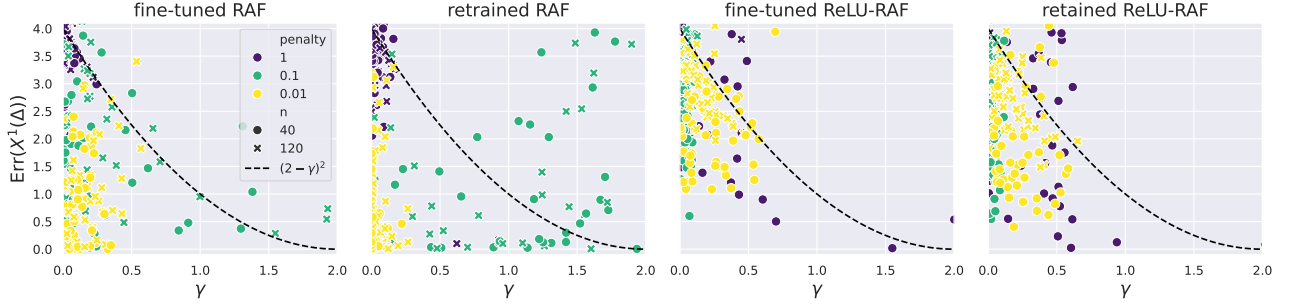 fine-tuned RAF
retrained RAF
fine-tuned ReLU-RAF
retained ReLU-RAF
Err(X¹(Δ))
4.0
3.5
3.0
2.5
2.0
1.5
1.0
0.5
0.0
penalty
1
0.1
0.01
n
40
120
(2 − γ)²
0.0 0.5 1.0 1.5 2.0
0.0 0.5 1.0 1.5 2.0
0.0 0.5 1.0 1.5 2.0
0.0 0.5 1.0 1.5 2.0
γ
γ
γ
γ